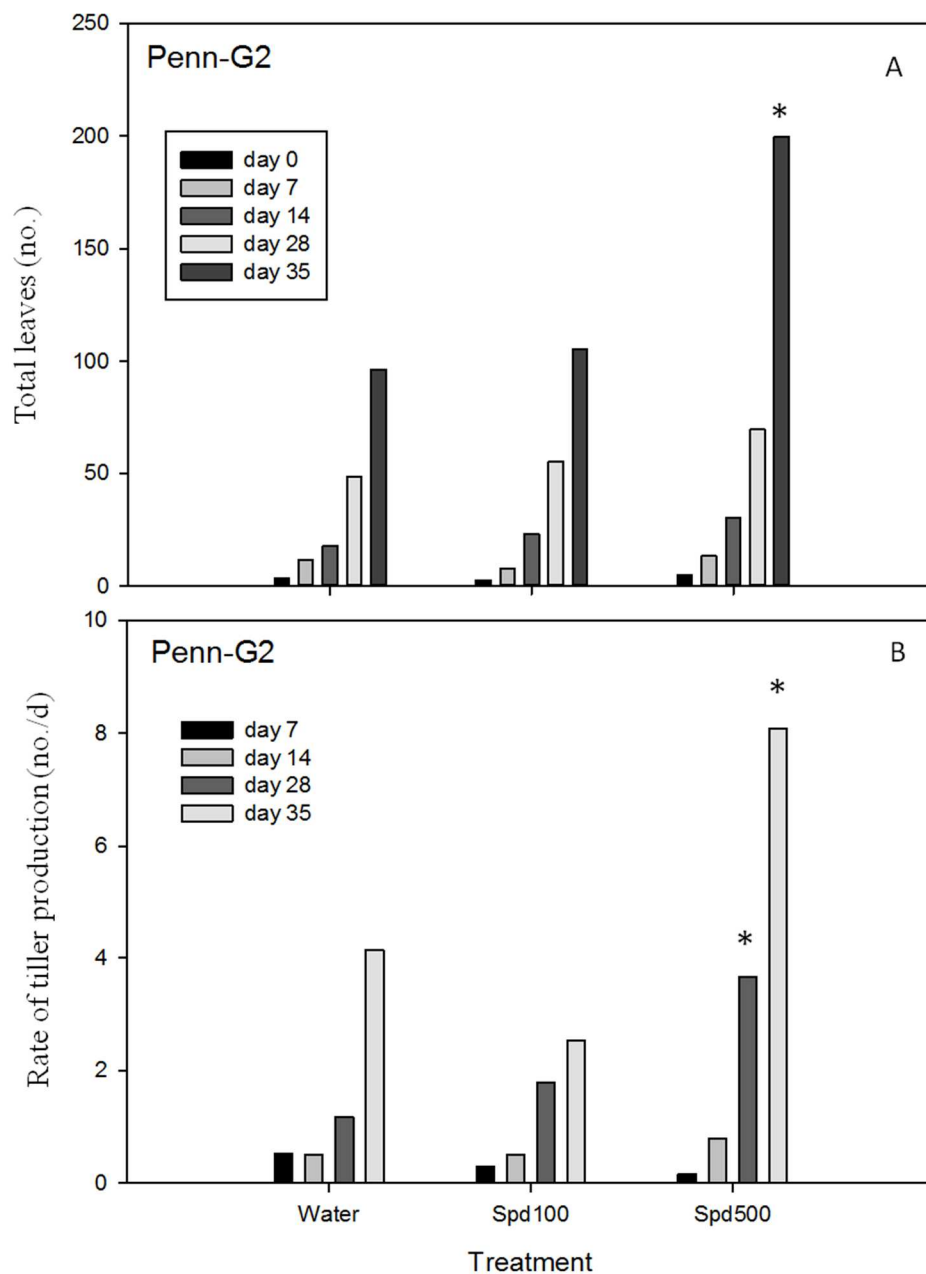 250
Penn-G2
A
200
150
100
50
0
day 0
day 7
day 14
day 28
day 35
*
Total leaves (no.)
10
Penn-G2
B
8
6
4
2
0
day 7
day 14
day 28
day 35
*
*
Rate of tiller production (no./d)
Water
Spd100
Spd500
Treatment